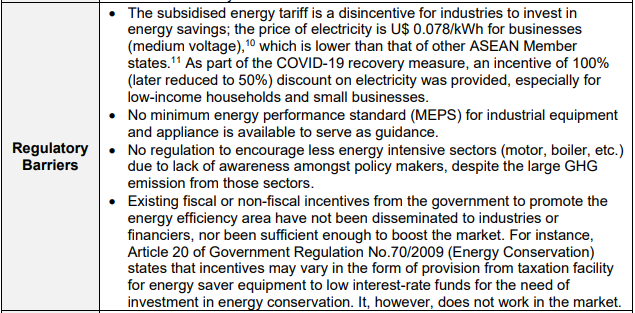 Regulatory
Barriers
• The subsidised energy tariff is a disincentive for industries to invest in
energy savings; the price of electricity is U$ 0.078/kWh for businesses
(medium voltage),10 which is lower than that of other ASEAN Member
states.11 As part of the COVID-19 recovery measure, an incentive of 100%
(later reduced to 50%) discount on electricity was provided, especially for
low-income households and small businesses.
• No minimum energy performance standard (MEPS) for industrial equipment
and appliance is available to serve as guidance.
• No regulation to encourage less energy intensive sectors (motor, boiler, etc.)
due to lack of awareness amongst policy makers, despite the large GHG
emission from those sectors.
• Existing fiscal or non-fiscal incentives from the government to promote the
energy efficiency area have not been disseminated to industries or
financiers, nor been sufficient enough to boost the market. For instance,
Article 20 of Government Regulation No.70/2009 (Energy Conservation)
states that incentives may vary in the form of provision from taxation facility
for energy saver equipment to low interest-rate funds for the need of
investment in energy conservation. It, however, does not work in the market.